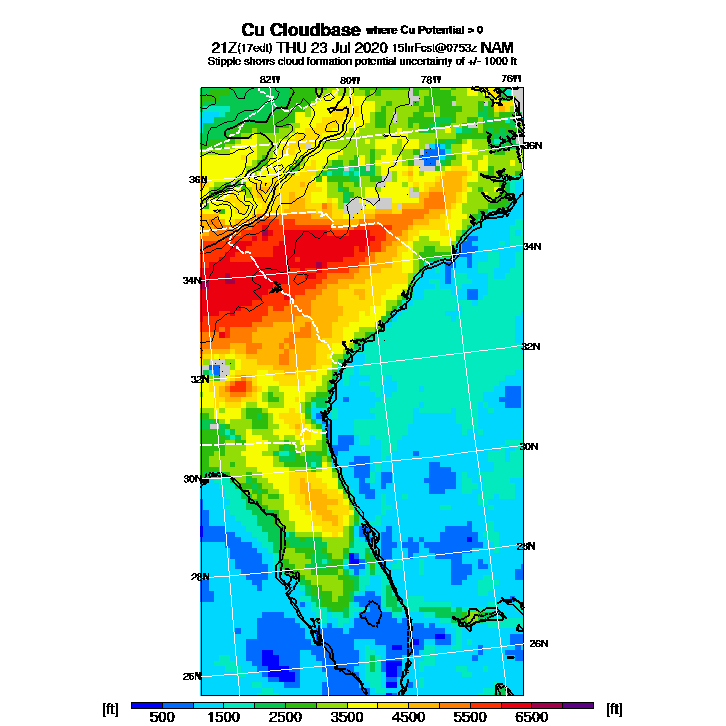 Cu Cloudbase where Cu Potential > 0
21Z(17edt) THU 23 Jul 2020 15hrFcst@0753z NAM
Stipple shows cloud formation potential uncertainty of +/- 1000 ft
82W 80W 78W 76W
36N
36N
34N
34N
32N
32N
30N
30N
28N
28N
26N
26N
[ft] 500 1500 2500 3500 4500 5500 6500 [ft]